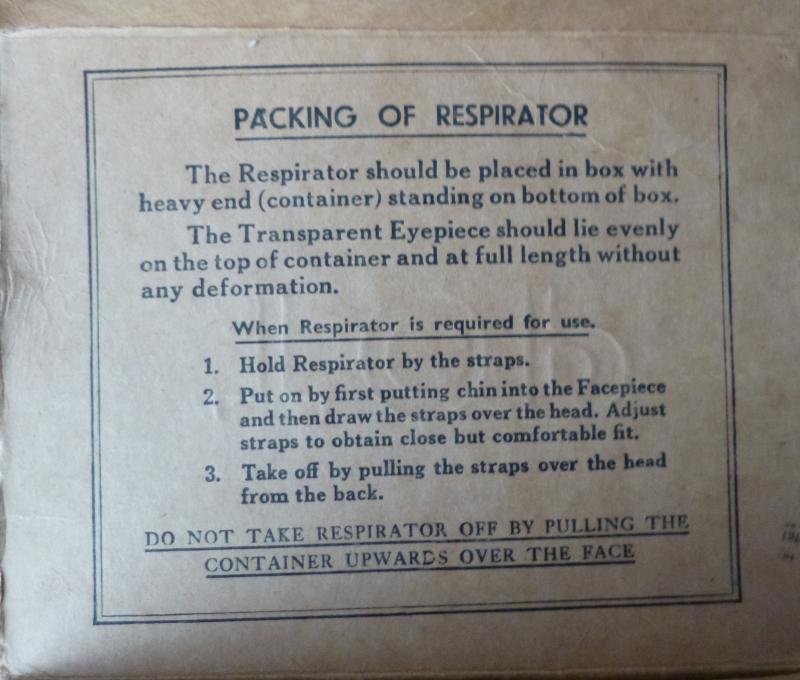 PACKING OF RESPIRATOR
The Respirator should be placed in box with
heavy end (container) standing on bottom of box.
The Transparent Eyepiece should lie evenly
on the top of container and at full length without
any deformation.
When Respirator is required for use.
1. Hold Respirator by the straps.
2. Put on by first putting chin into the Facepiece
and then draw the straps over the head. Adjust
straps to obtain close but comfortable fit.
3. Take off by pulling the straps over the head
from the back.
DO NOT TAKE RESPIRATOR OFF BY PULLING THE
CONTAINER UPWARDS OVER THE FACE